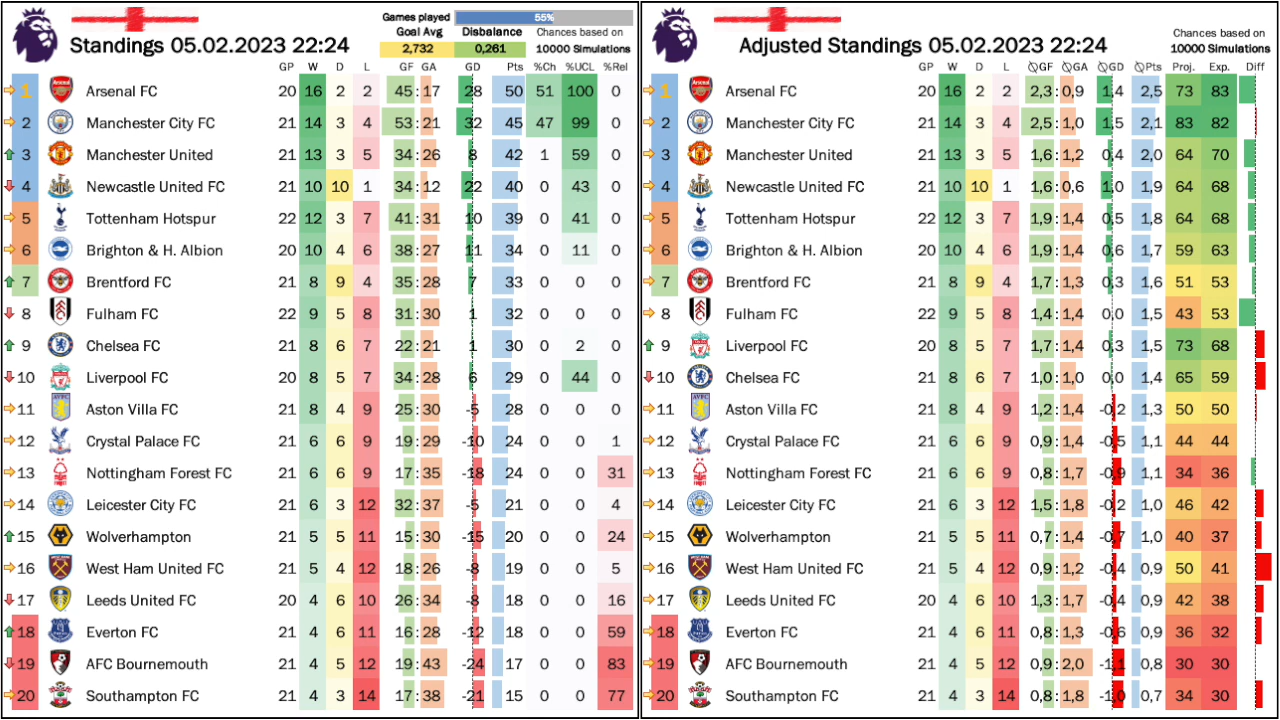 Games played 55%
Goal Avg Disbalance Chances based on
Standings 05.02.2023 22:24 2,732 0,261 10000 Simulations
GP W D L GF GA GD Pts %Ch %UCL %Rel
1 Arsenal FC 20 16 2 2 45:17 28 50 51 100 0
2 Manchester City FC 21 14 3 4 53:21 32 45 47 99 0
3 Manchester United 21 13 3 5 34:26 8 42 1 59 0
4 Newcastle United FC 21 10 10 1 34:12 22 40 0 43 0
5 Tottenham Hotspur 22 12 3 7 41:31 10 39 0 41 0
6 Brighton & H. Albion 20 10 4 6 38:27 11 34 0 11 0
7 Brentford FC 21 8 9 4 35:28 7 33 0 0 0
8 Fulham FC 22 9 5 8 31:30 1 32 0 0 0
9 Chelsea FC 21 8 6 7 22:21 1 30 0 2 0
10 Liverpool FC 20 8 5 7 34:28 6 29 0 44 0
11 Aston Villa FC 21 8 4 9 25:30 -5 28 0 0 0
12 Crystal Palace FC 21 6 6 9 19:29 -10 24 0 0 1
13 Nottingham Forest FC 21 6 6 9 17:35 -18 24 0 0 31
14 Leicester City FC 21 6 3 12 32:37 -5 21 0 0 4
15 Wolverhampton 21 5 5 11 15:30 -15 20 0 0 24
16 West Ham United FC 21 5 4 12 18:26 -8 19 0 0 5
17 Leeds United FC 20 4 6 10 26:34 -8 18 0 0 16
18 Everton FC 21 4 6 11 16:28 -12 18 0 0 59
19 AFC Bournemouth 21 4 5 12 19:43 -24 17 0 0 83
20 Southampton FC 21 4 3 14 17:38 -21 15 0 0 77
Chances based on
Adjusted Standings 05.02.2023 22:24 10000 Simulations
GP W D L ∅GF ∅GA ∅GD ∅Pts Proj. Exp. Diff
1 Arsenal FC 20 16 2 2 2,3:0,9 1,4 2,5 73 83
2 Manchester City FC 21 14 3 4 2,5:1,0 1,5 2,1 83 82
3 Manchester United 21 13 3 5 1,6:1,2 0,4 2,0 64 70
4 Newcastle United FC 21 10 10 1 1,6:0,6 1,0 1,9 64 68
5 Tottenham Hotspur 22 12 3 7 1,9:1,4 0,5 1,8 64 68
6 Brighton & H. Albion 20 10 4 6 1,9:1,4 0,6 1,7 59 63
7 Brentford FC 21 8 9 4 1,7:1,3 0,3 1,6 51 53
8 Fulham FC 22 9 5 8 1,4:1,4 0,0 1,5 43 53
9 Liverpool FC 20 8 5 7 1,7:1,4 0,3 1,5 73 68
10 Chelsea FC 21 8 6 7 1,0:1,0 0,0 1,4 65 59
11 Aston Villa FC 21 8 4 9 1,2:1,4 -0,2 1,3 50 50
12 Crystal Palace FC 21 6 6 9 0,9:1,4 -0,5 1,1 44 44
13 Nottingham Forest FC 21 6 6 9 0,8:1,7 -0,9 1,1 34 36
14 Leicester City FC 21 6 3 12 1,5:1,8 -0,2 1,0 46 42
15 Wolverhampton 21 5 5 11 0,7:1,4 -0,7 1,0 40 37
16 West Ham United FC 21 5 4 12 0,9:1,2 -0,4 0,9 50 41
17 Leeds United FC 20 4 6 10 1,3:1,7 -0,4 0,9 42 38
18 Everton FC 21 4 6 11 0,8:1,3 -0,6 0,9 36 32
19 AFC Bournemouth 21 4 5 12 0,9:2,0 -1,1 0,8 30 30
20 Southampton FC 21 4 3 14 0,8:1,8 -1,0 0,7 34 30